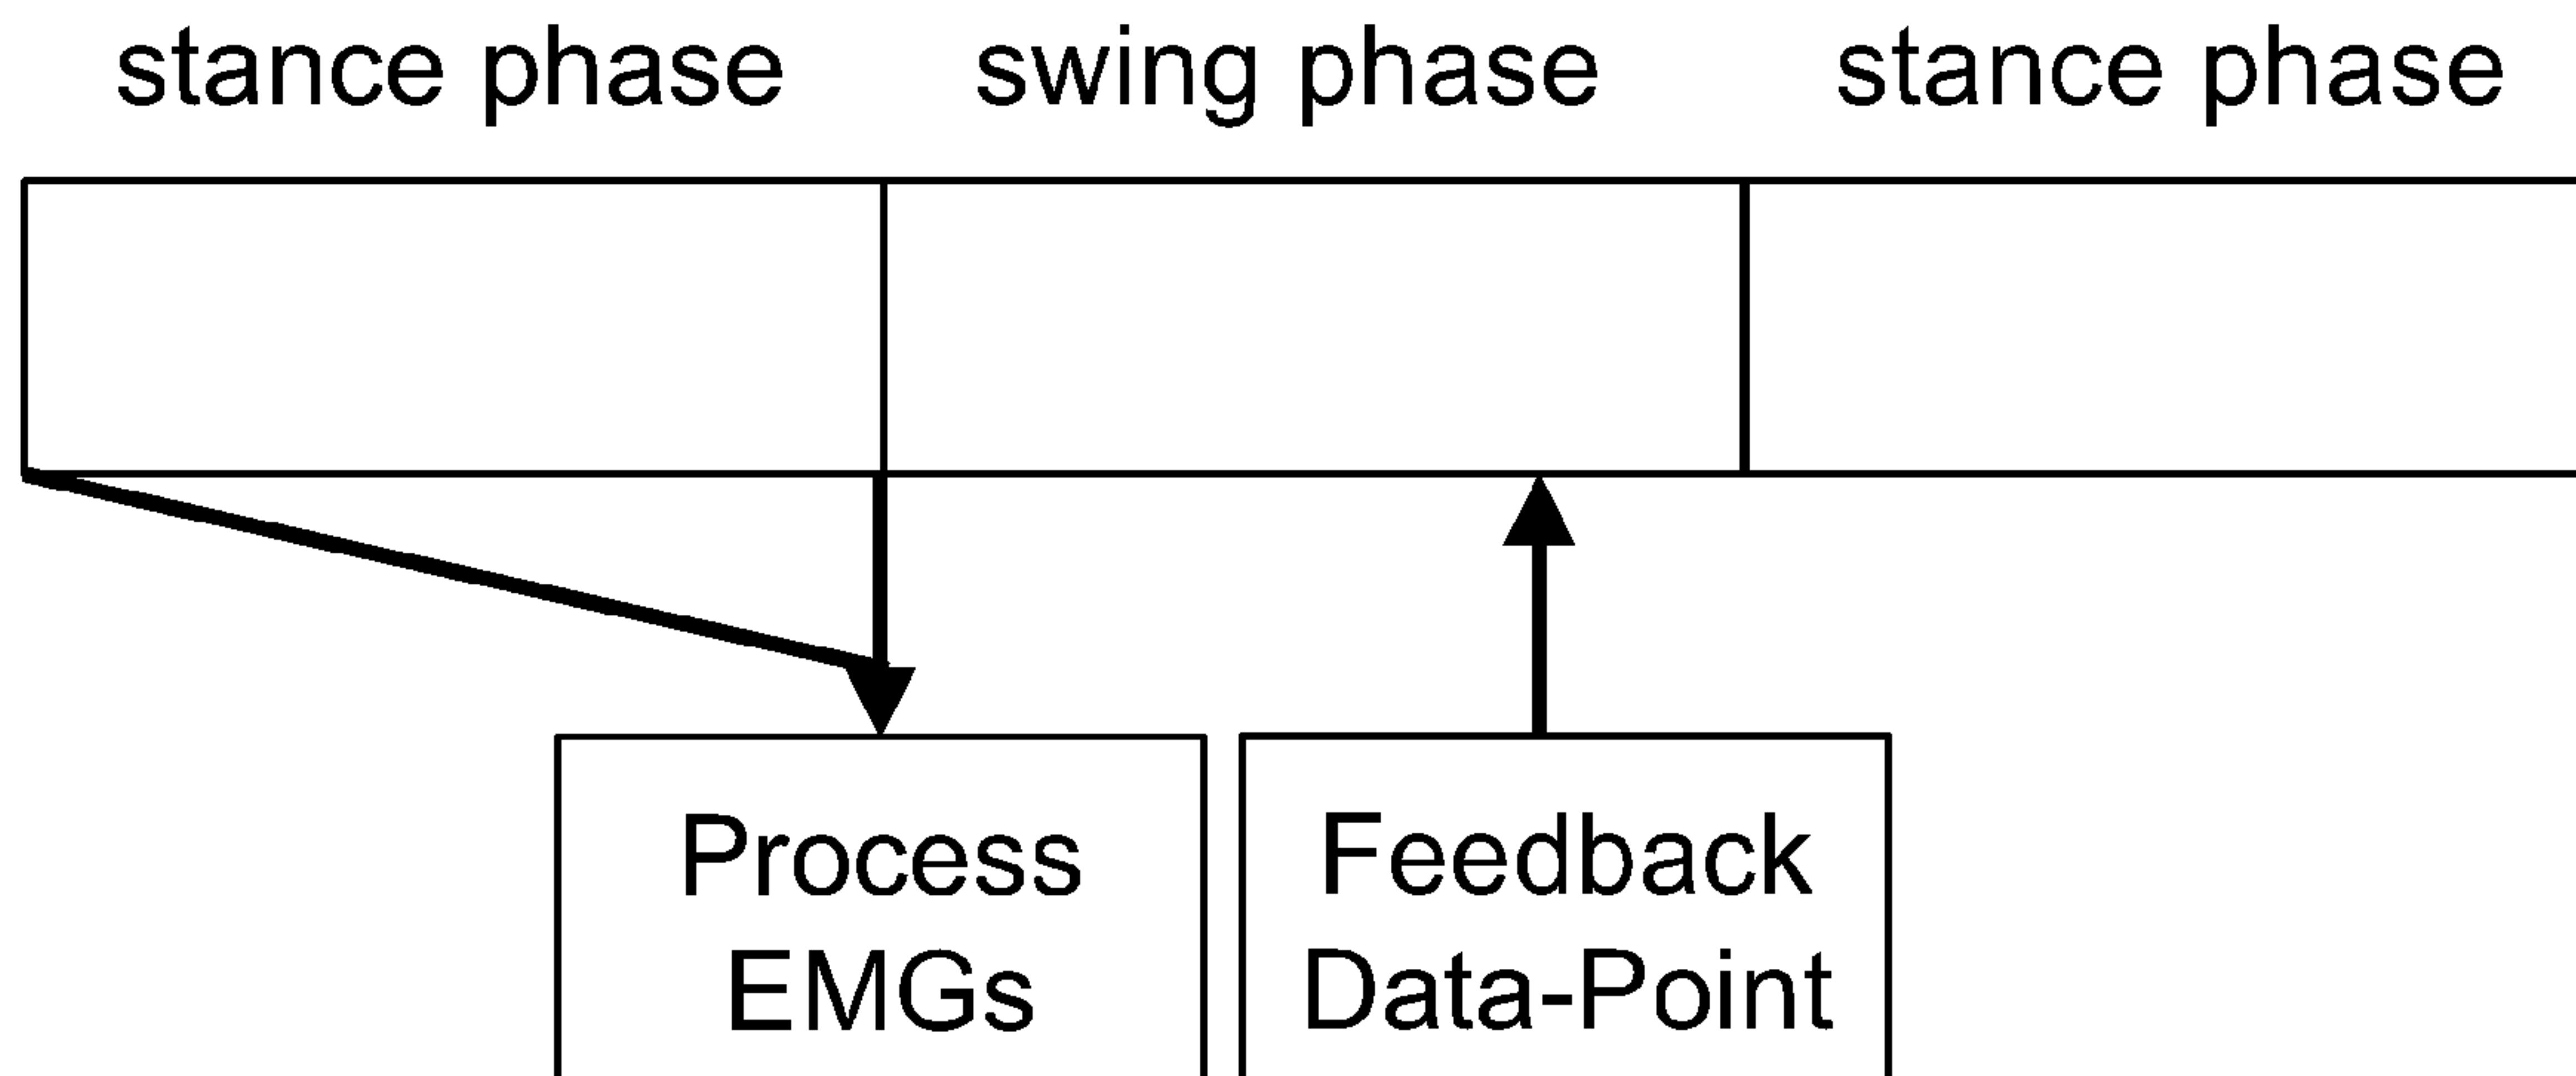 stance phase swing phase stance phase
Process
EMGs
Feedback
Data-Point